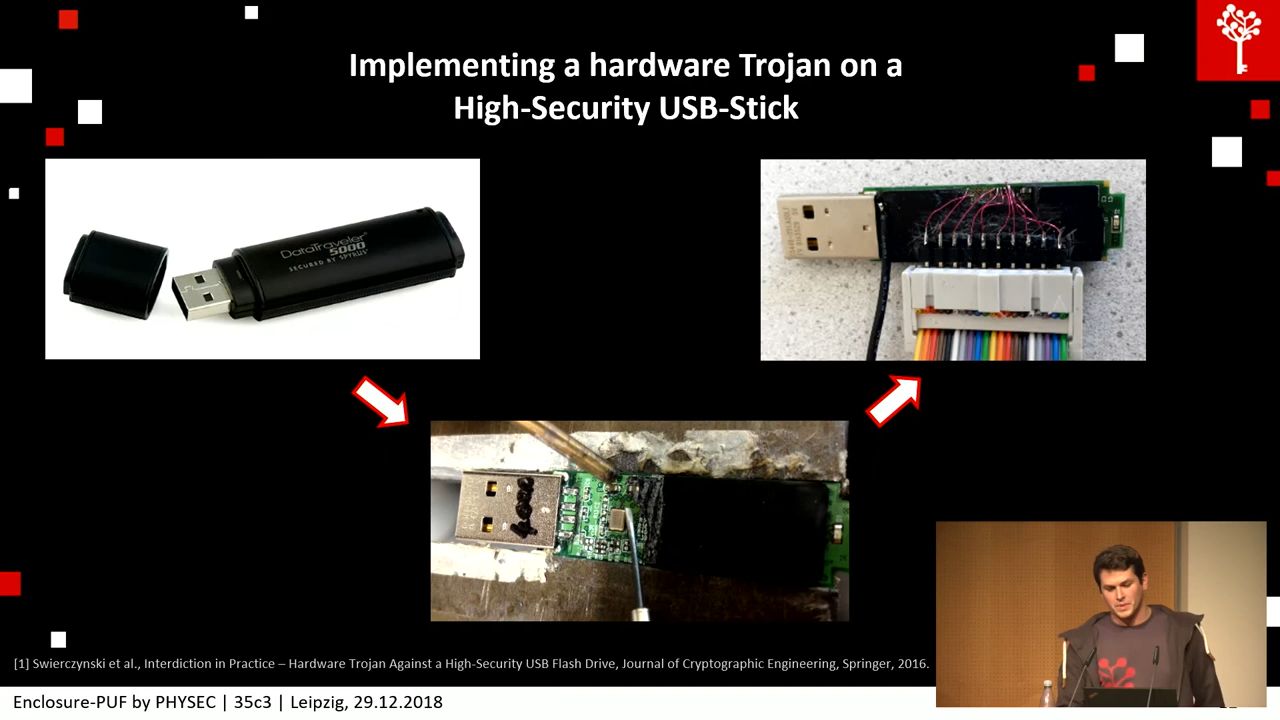 Implementing a hardware Trojan on a
High-Security USB-Stick
DataTraveler
5000
SECURED BY SPYRUS
[1] Swierczynski et al., Interdiction in Practice – Hardware Trojan Against a High-Security USB Flash Drive, Journal of Cryptographic Engineering, Springer, 2016.
Enclosure-PUF by PHYSEC | 35c3 | Leipzig, 29.12.2018